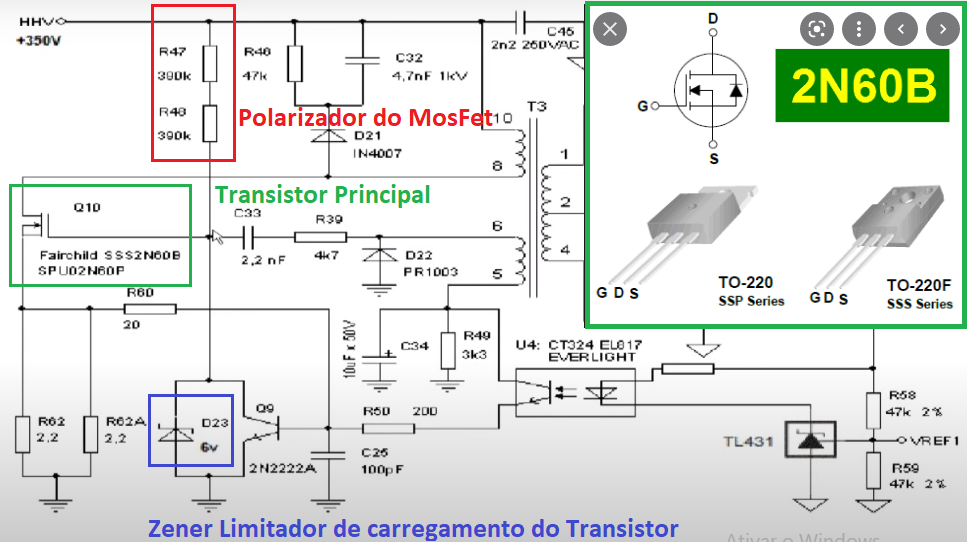 HHV
+350V
R47
390k
R48
390k
R46
47k
C32
4,7nF 1kV
C45
2n2 250VAC
Polarizador do MosFet
D21
IN4007
T3
10
8
6
5
1
2
4
Transistor Principal
Q10
Fairchild SSS2N60B
SPU02N60P
C33
2,2 nF
R39
4k7
D22
PR1003
R60
20
10uF x 50V
C34
R49
3k3
U4: CT324 EL817
EVERLIGHT
R62
2,2
R62A
2,2
D23
6v
Q9
2N2222A
R50 200
C25
100pF
TL431
R58
47k 2%
VREF1
R59
47k 2%
Zener Limitador de carregamento do Transistor
D
G
S
2N60B
G D S
TO-220
SSP Series
G D S
TO-220F
SSS Series
Ativar o Windows